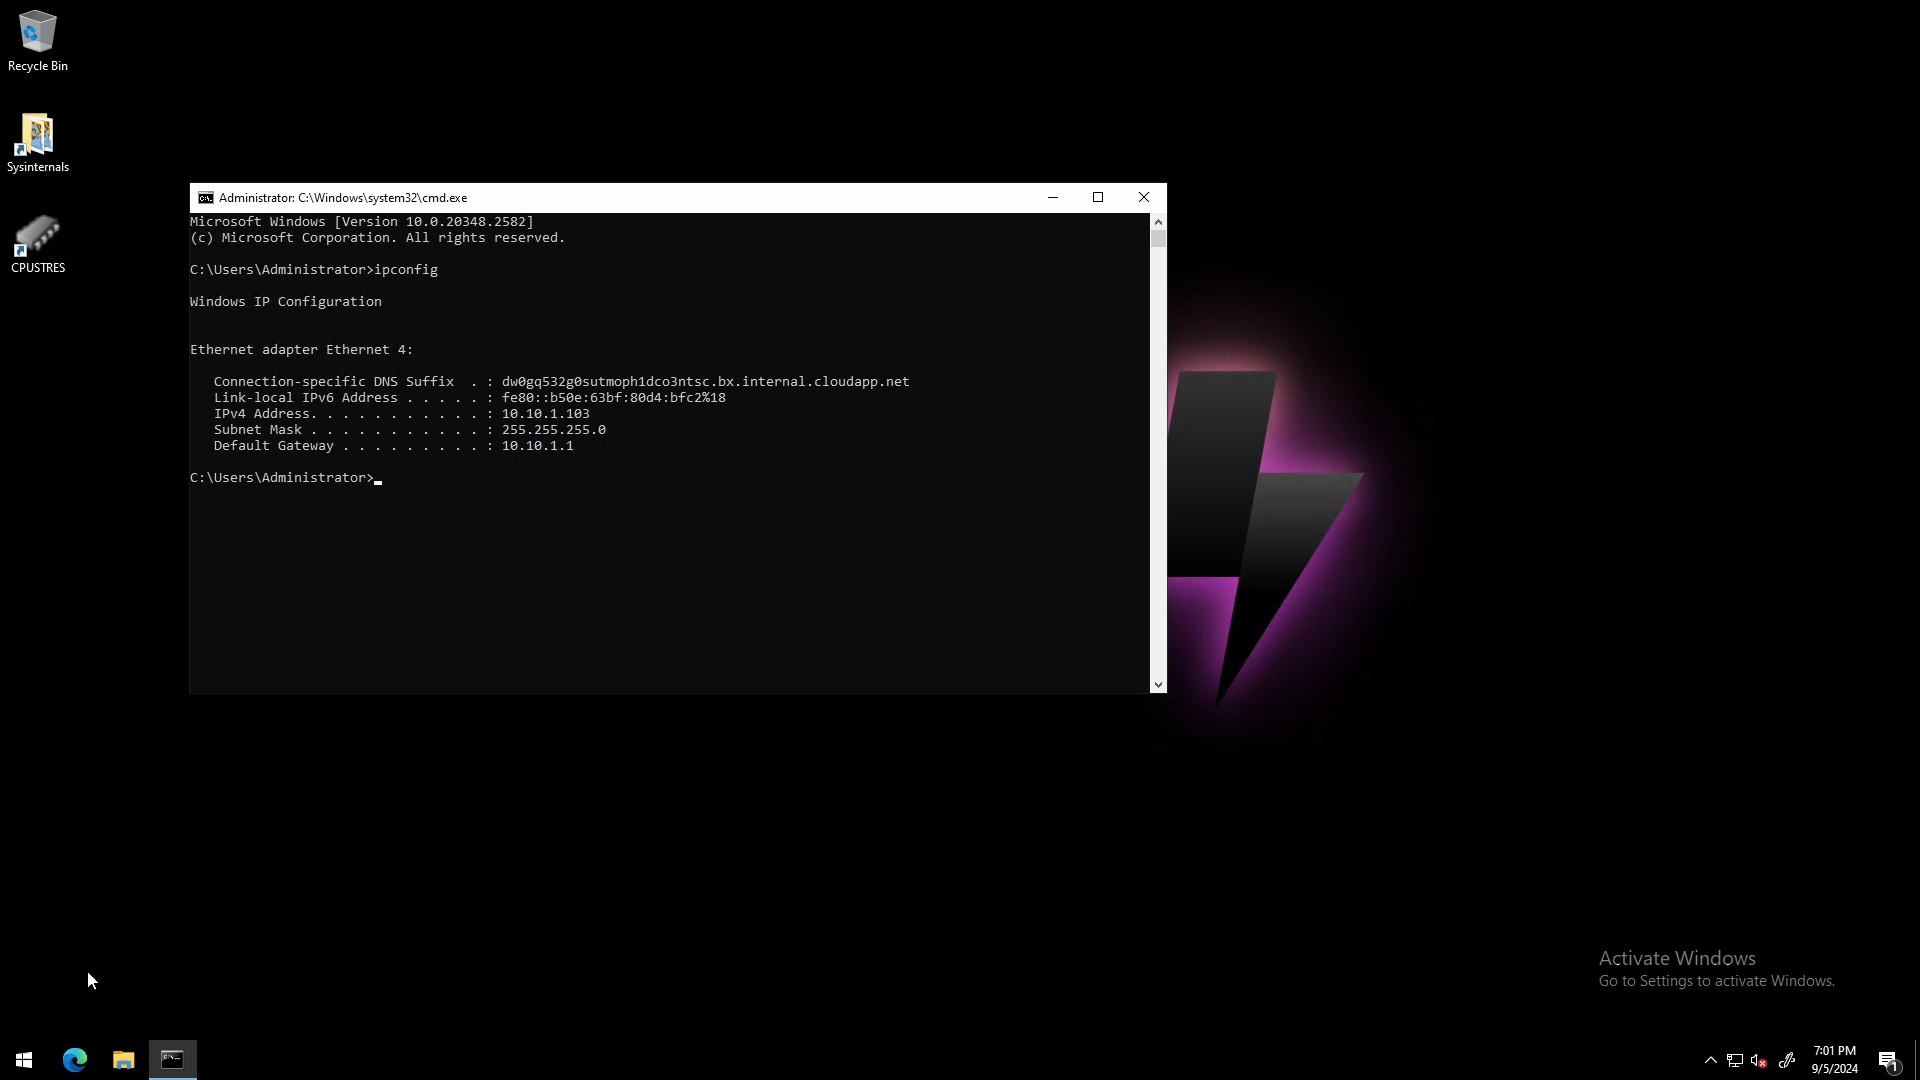 Recycle Bin
Sysinternals
CPUSTRES
Administrator: C:\Windows\system32\cmd.exe
Microsoft Windows [Version 10.0.20348.2582]
(c) Microsoft Corporation. All rights reserved.
C:\Users\Administrator>ipconfig
Windows IP Configuration
Ethernet adapter Ethernet 4:
Connection-specific DNS Suffix  . : dw0gq532g0sutmoph1dco3ntsc.bx.internal.cloudapp.net
Link-local IPv6 Address . . . . . : fe80::b50e:63bf:80d4:bfc2%18
IPv4 Address. . . . . . . . . . . : 10.10.1.103
Subnet Mask . . . . . . . . . . . : 255.255.255.0
Default Gateway . . . . . . . . . : 10.10.1.1
C:\Users\Administrator>
Activate Windows
Go to Settings to activate Windows.
7:01 PM
9/5/2024
1